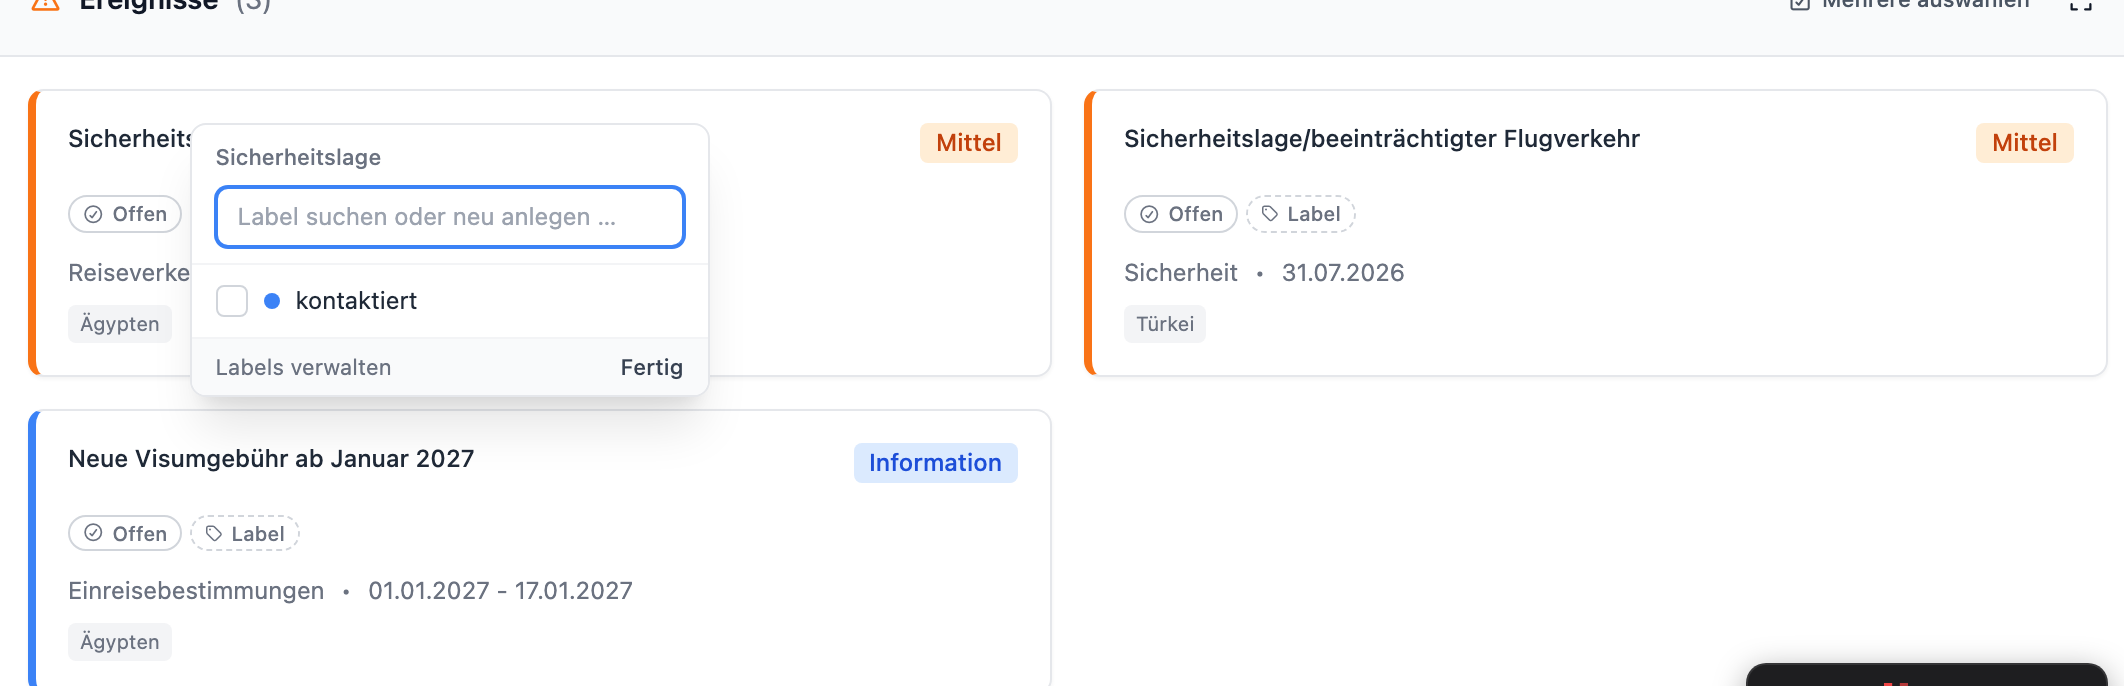 Ereignisse (3)
Mehrere auswählen
Sicherheits
Mittel
Sicherheitslage
Label suchen oder neu anlegen ...
Offen
Reiseverke
kontaktiert
Ägypten
Labels verwalten
Fertig
Sicherheitslage/beeinträchtigter Flugverkehr
Mittel
Offen
Label
Sicherheit • 31.07.2026
Türkei
Neue Visumgebühr ab Januar 2027
Information
Offen
Label
Einreisebestimmungen • 01.01.2027 - 17.01.2027
Ägypten